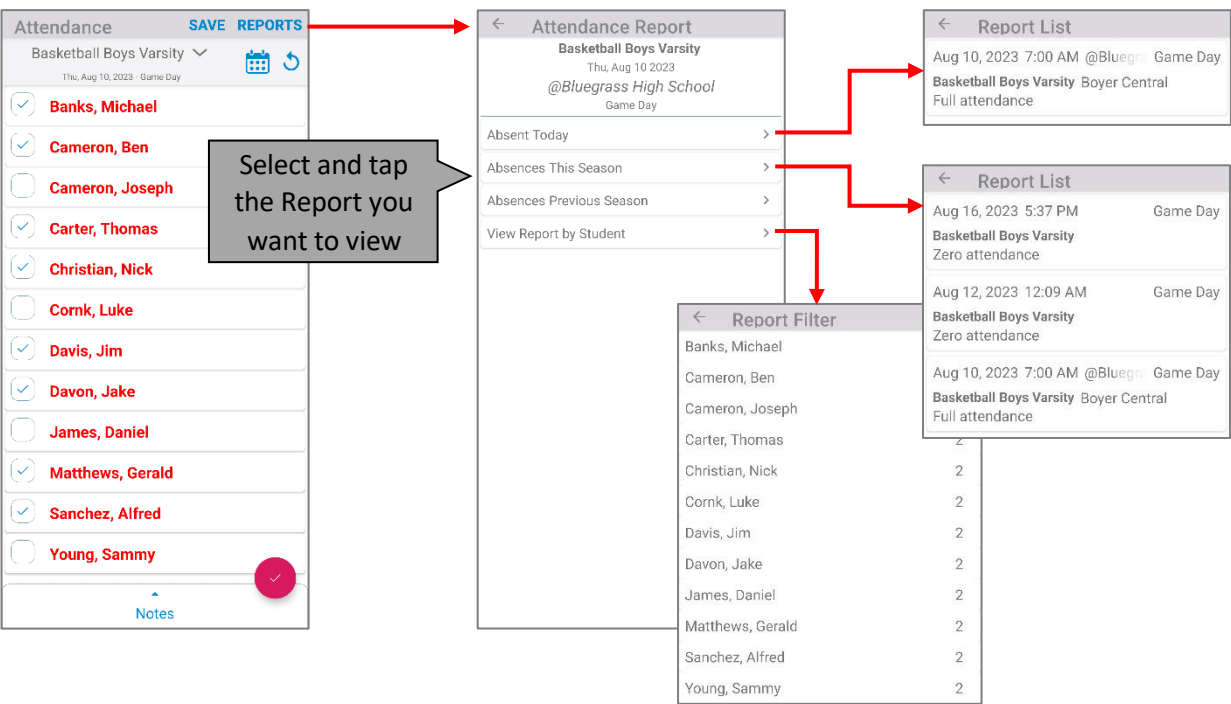 Attendance SAVE REPORTS
Basketball Boys Varsity
Thu, Aug 10, 2023 - Game Day
Banks, Michael
Cameron, Ben
Cameron, Joseph
Carter, Thomas
Christian, Nick
Cornk, Luke
Davis, Jim
Davon, Jake
James, Daniel
Matthews, Gerald
Sanchez, Alfred
Young, Sammy
Notes
Select and tap
the Report you
want to view
Attendance Report
Basketball Boys Varsity
Thu, Aug 10 2023
@Bluegrass High School
Game Day
Absent Today
Absences This Season
Absences Previous Season
View Report by Student
Report Filter
Banks, Michael
Cameron, Ben
Cameron, Joseph
Carter, Thomas 2
Christian, Nick 2
Cornk, Luke 2
Davis, Jim 2
Davon, Jake 2
James, Daniel 2
Matthews, Gerald 2
Sanchez, Alfred 2
Young, Sammy 2
Report List
Aug 10, 2023 7:00 AM @Bluegra Game Day
Basketball Boys Varsity Boyer Central
Full attendance
Report List
Aug 16, 2023 5:37 PM Game Day
Basketball Boys Varsity
Zero attendance
Aug 12, 2023 12:09 AM Game Day
Basketball Boys Varsity
Zero attendance
Aug 10, 2023 7:00 AM @Bluegr Game Day
Basketball Boys Varsity Boyer Central
Full attendance